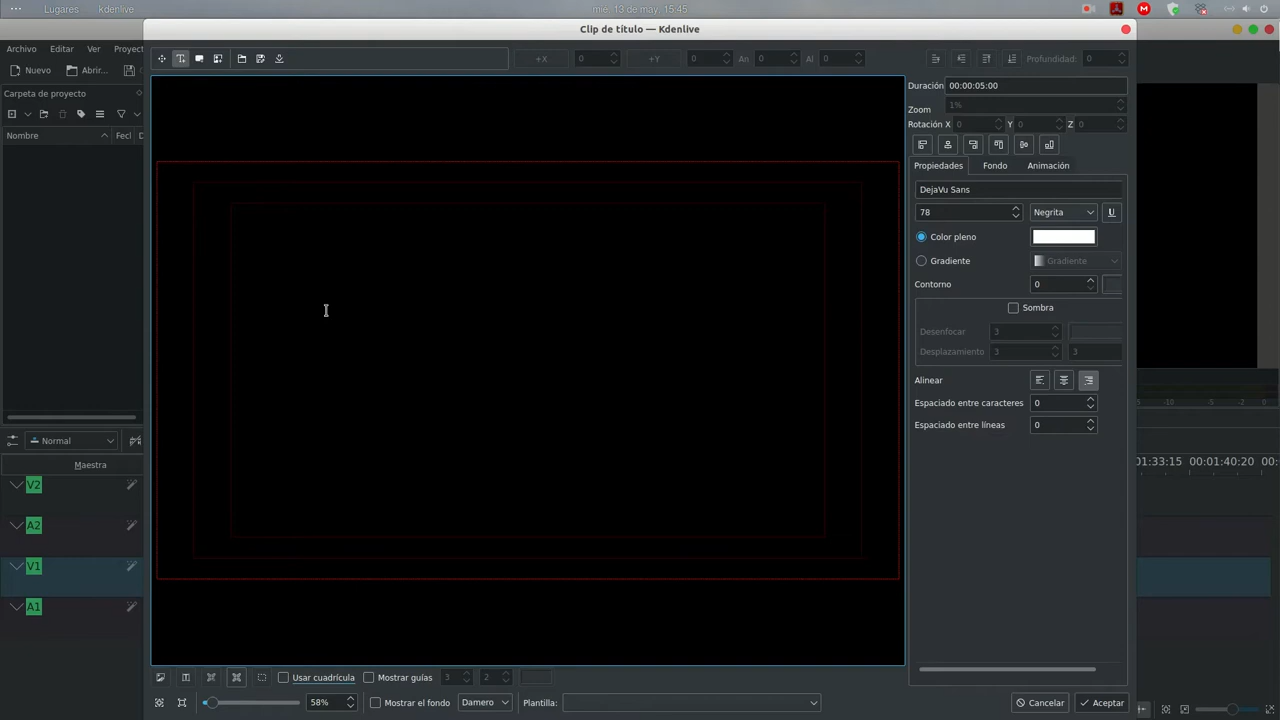 Lugares
kdenlive
mié, 13 de may, 15:45
Clip de título — Kdenlive
Archivo
Editar
Ver
Proyect
Nuevo
Abrir...
Carpeta de proyecto
Nombre
Fecl
D
+X
0
+Y
0
An
0
Al
0
Profundidad:
0
Duración
00:00:05:00
Zoom
1%
Rotación X
0
Y
0
Z
0
Propiedades
Fondo
Animación
DejaVu Sans
78
Negrita
U
Color pleno
Gradiente
Gradiente
Contorno
0
Sombra
Desenfocar
3
Desplazamiento
3
3
Alinear
Espaciado entre caracteres
0
Espaciado entre líneas
0
Normal
Maestra
V2
A2
V1
A1
-10
-5
-2
0
01:33:15
00:01:40:20
Usar cuadrícula
Mostrar guías
3
2
58%
Mostrar el fondo
Damero
Plantilla:
Cancelar
Aceptar